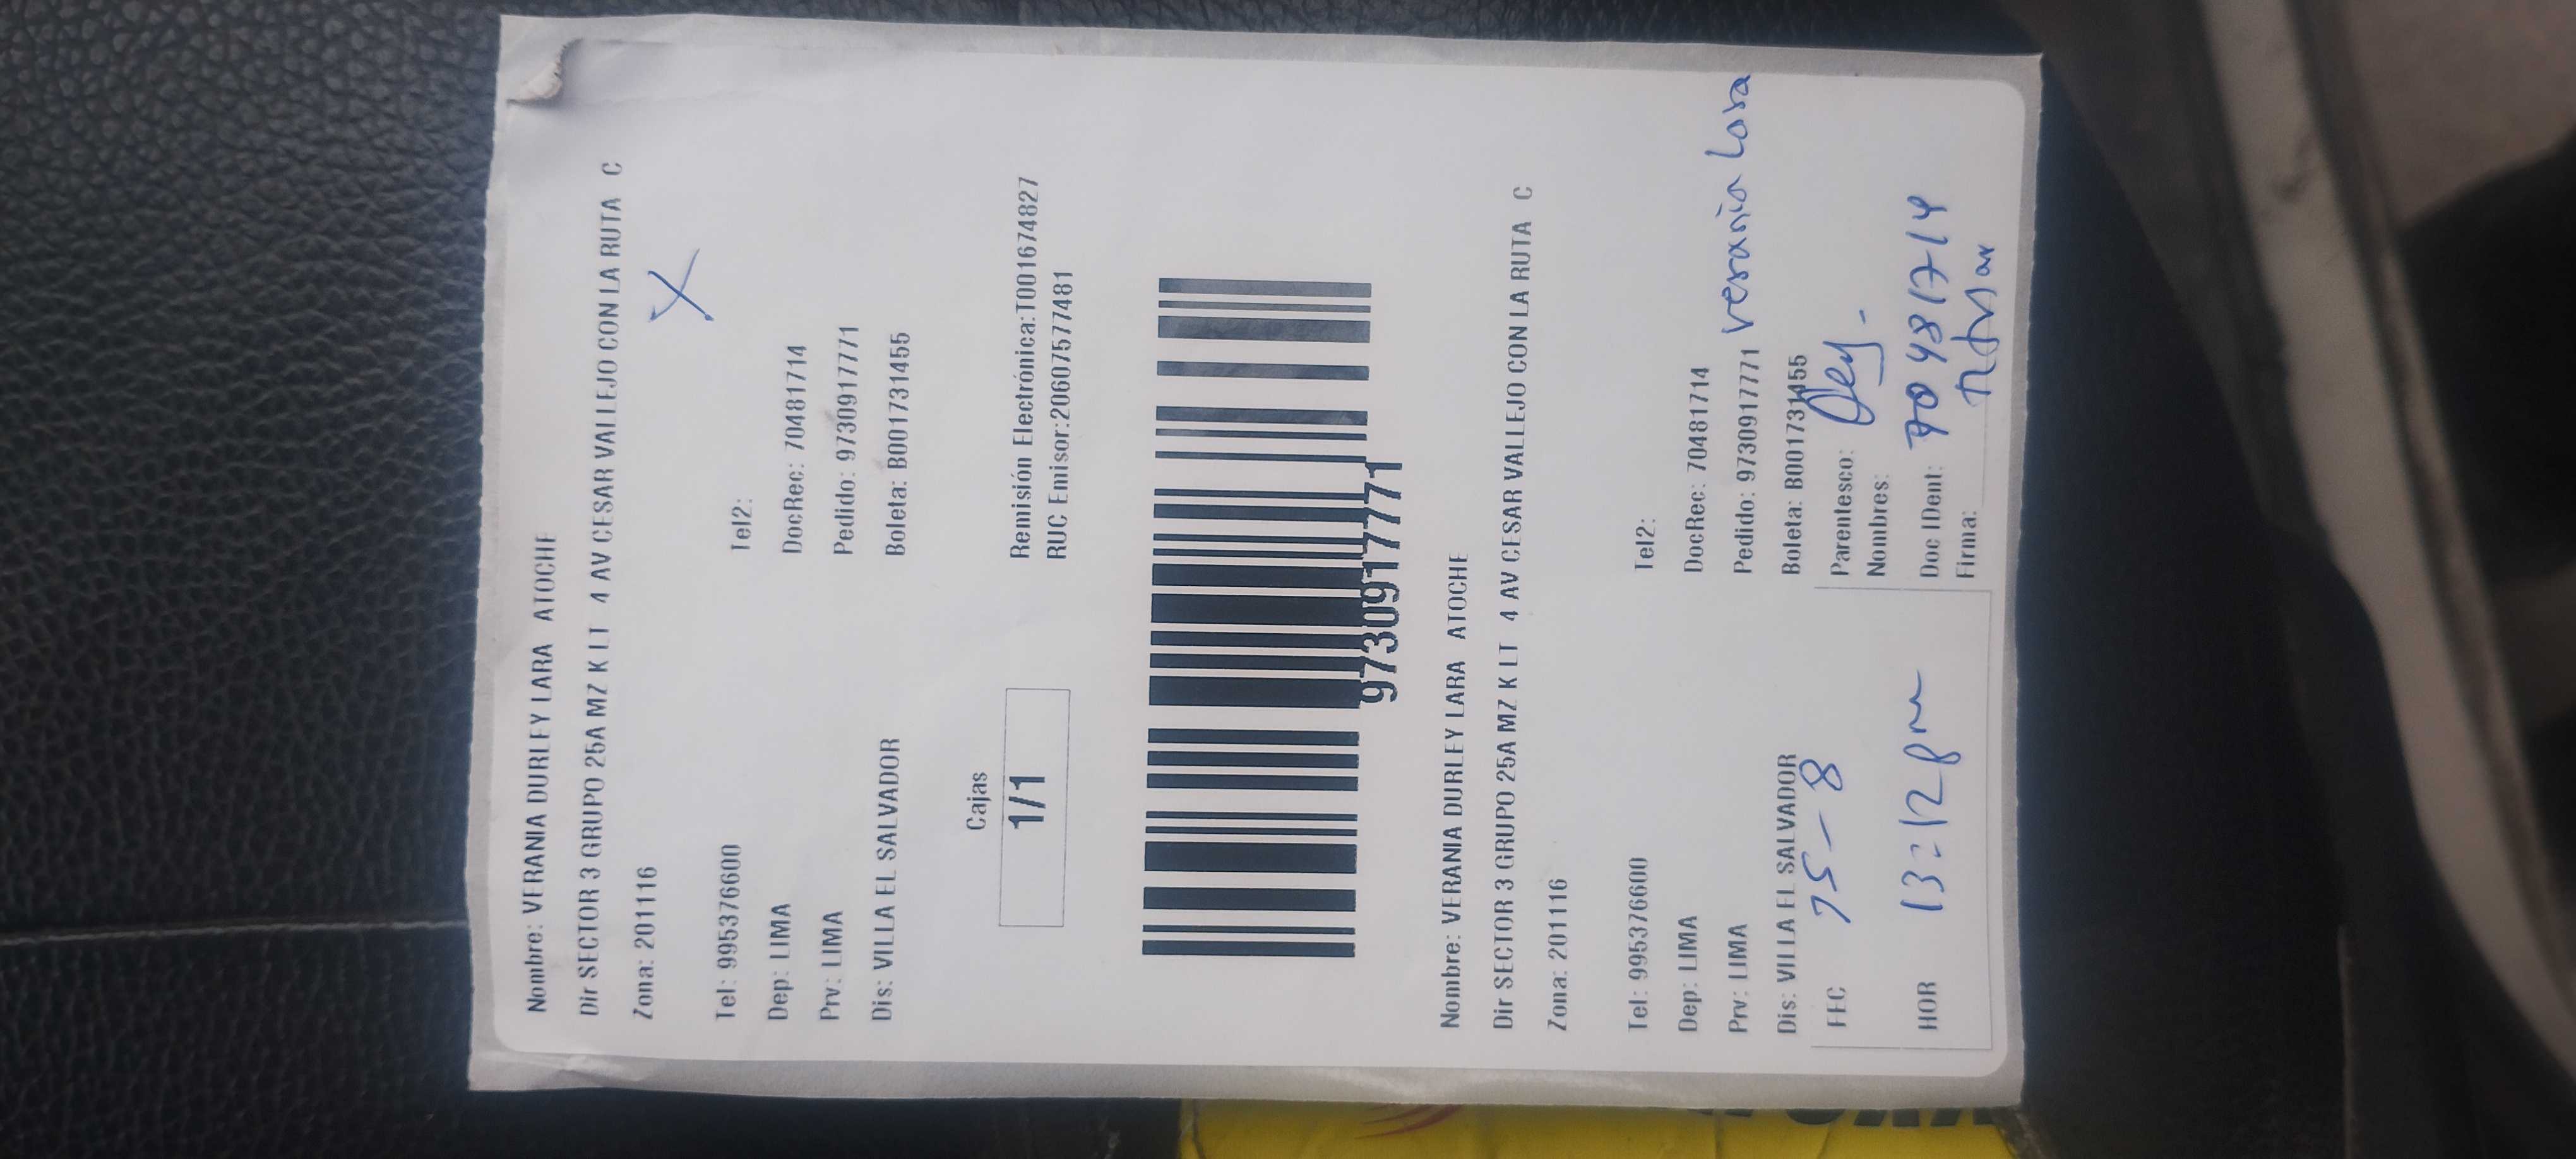 Nombre: VERANIA DURLEY LARA ATOCHE
Dir SECTOR 3 GRUPO 25A MZ K LT 4 AV CESAR VALLEJO CON LA RUTA C
Zona: 201116
X
Tel: 995376600 Tel2:
Dep: LIMA DocRec: 70481714
Prv: LIMA Pedido: 97309177771
Dis: VILLA EL SALVADOR Boleta: B001731455
Cajas
1/1
Remisión Electrónica:T001674827
RUC Emisor:20607577481
97309177771
Nombre: VERANIA DURLEY LARA ATOCHE
Dir SECTOR 3 GRUPO 25A MZ K LT 4 AV CESAR VALLEJO CON LA RUTA C
Zona: 201116
Tel: 995376600 Tel2:
Dep: LIMA DocRec: 70481714
Prv: LIMA Pedido: 97309177771 Verania Lara
Dis: VILLA EL SALVADOR Boleta: B001731455
FEC 25-8 Parentesco:
Nombres:
HOR 13:12pm Doc IDent: 70481714
Firma: